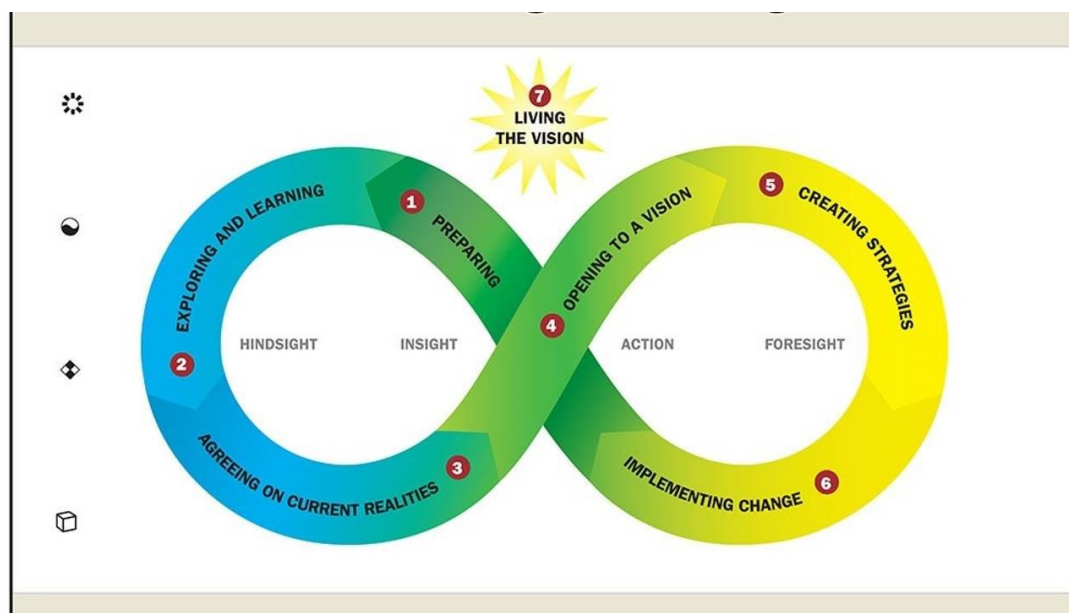 7
LIVING
THE VISION
1
PREPARING
2
EXPLORING AND LEARNING
3
AGREEING ON CURRENT REALITIES
4
OPENING TO A VISION
5
CREATING STRATEGIES
6
IMPLEMENTING CHANGE
HINDSIGHT
INSIGHT
ACTION
FORESIGHT